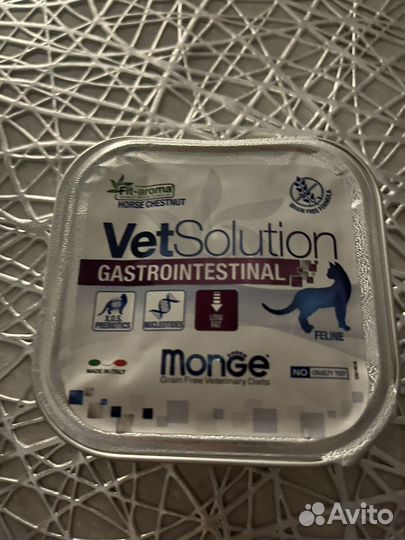 Fit-aroma
HORSE CHESTNUT
GRAIN FREE FORMULA
VetSolution
GASTROINTESTINAL
X.O.S.
PREBIOTICS
NUCLEOTIDES
LOW
FAT
FELINE
MADE IN ITALY
MONGE
Grain Free Veterinary Diets
NO CRUELTY TEST
Avito